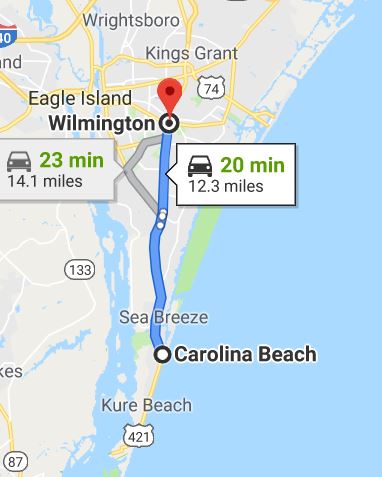 Wrightsboro
40
Kings Grant
74
Eagle Island
Wilmington
23 min
14.1 miles
20 min
12.3 miles
133
Sea Breeze
Carolina Beach
Kure Beach
421
87